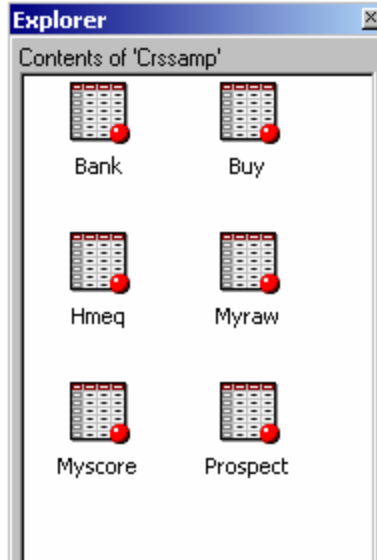 Explorer
Contents of 'Crssamp'
Bank Buy
Hmeq Myraw
Myscore Prospect